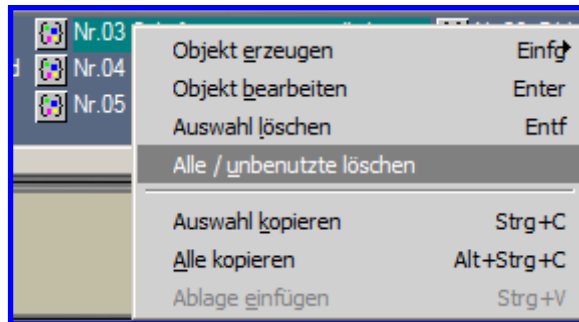 Nr.03
Nr.04
Nr.05
Objekt erzeugen Einfg
Objekt bearbeiten Enter
Auswahl löschen Entf
Alle / unbenutzte löschen
Auswahl kopieren Strg+C
Alle kopieren Alt+Strg+C
Ablage einfügen Strg+V